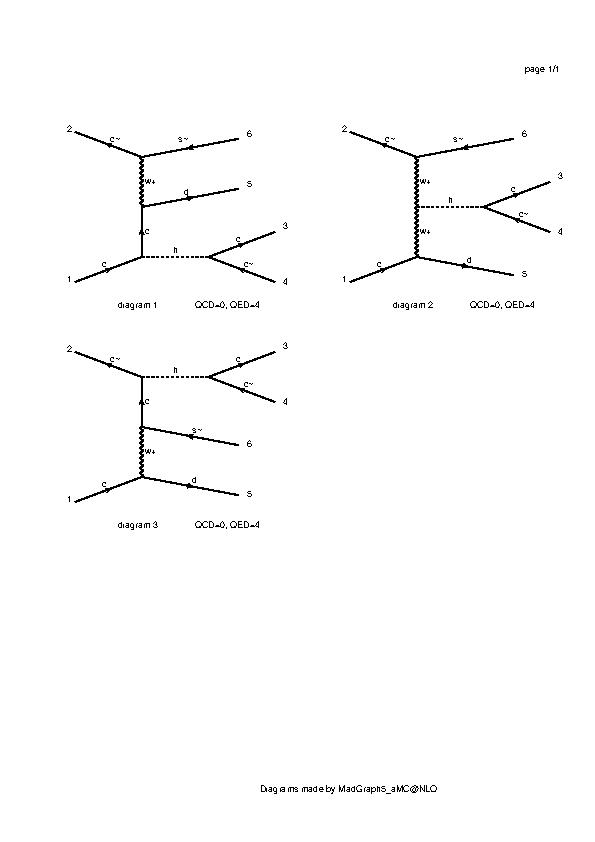 page 1/1
2 c~ s~ 6
w+
d 5
c
h c 3
1 c c~ 4
diagram 1 QCD=0, QED=4
2 c~ s~ 6
w+
c 3
h
c~ 4
w+
1 c d 5
diagram 2 QCD=0, QED=4
2 c~ h c 3
c c~ 4
s~ 6
w+
1 c d 5
diagram 3 QCD=0, QED=4
Diagrams made by MadGraph5_aMC@NLO